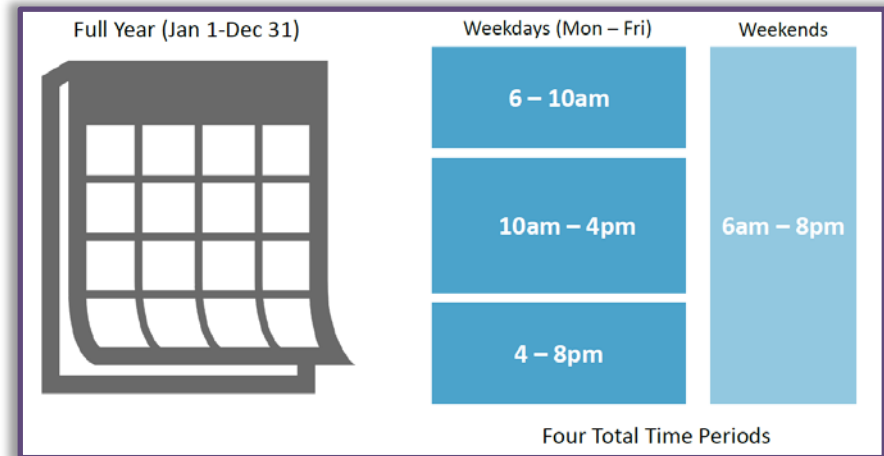 Full Year (Jan 1-Dec 31)
Weekdays (Mon – Fri)
Weekends
6 – 10am
10am – 4pm
6am – 8pm
4 – 8pm
Four Total Time Periods